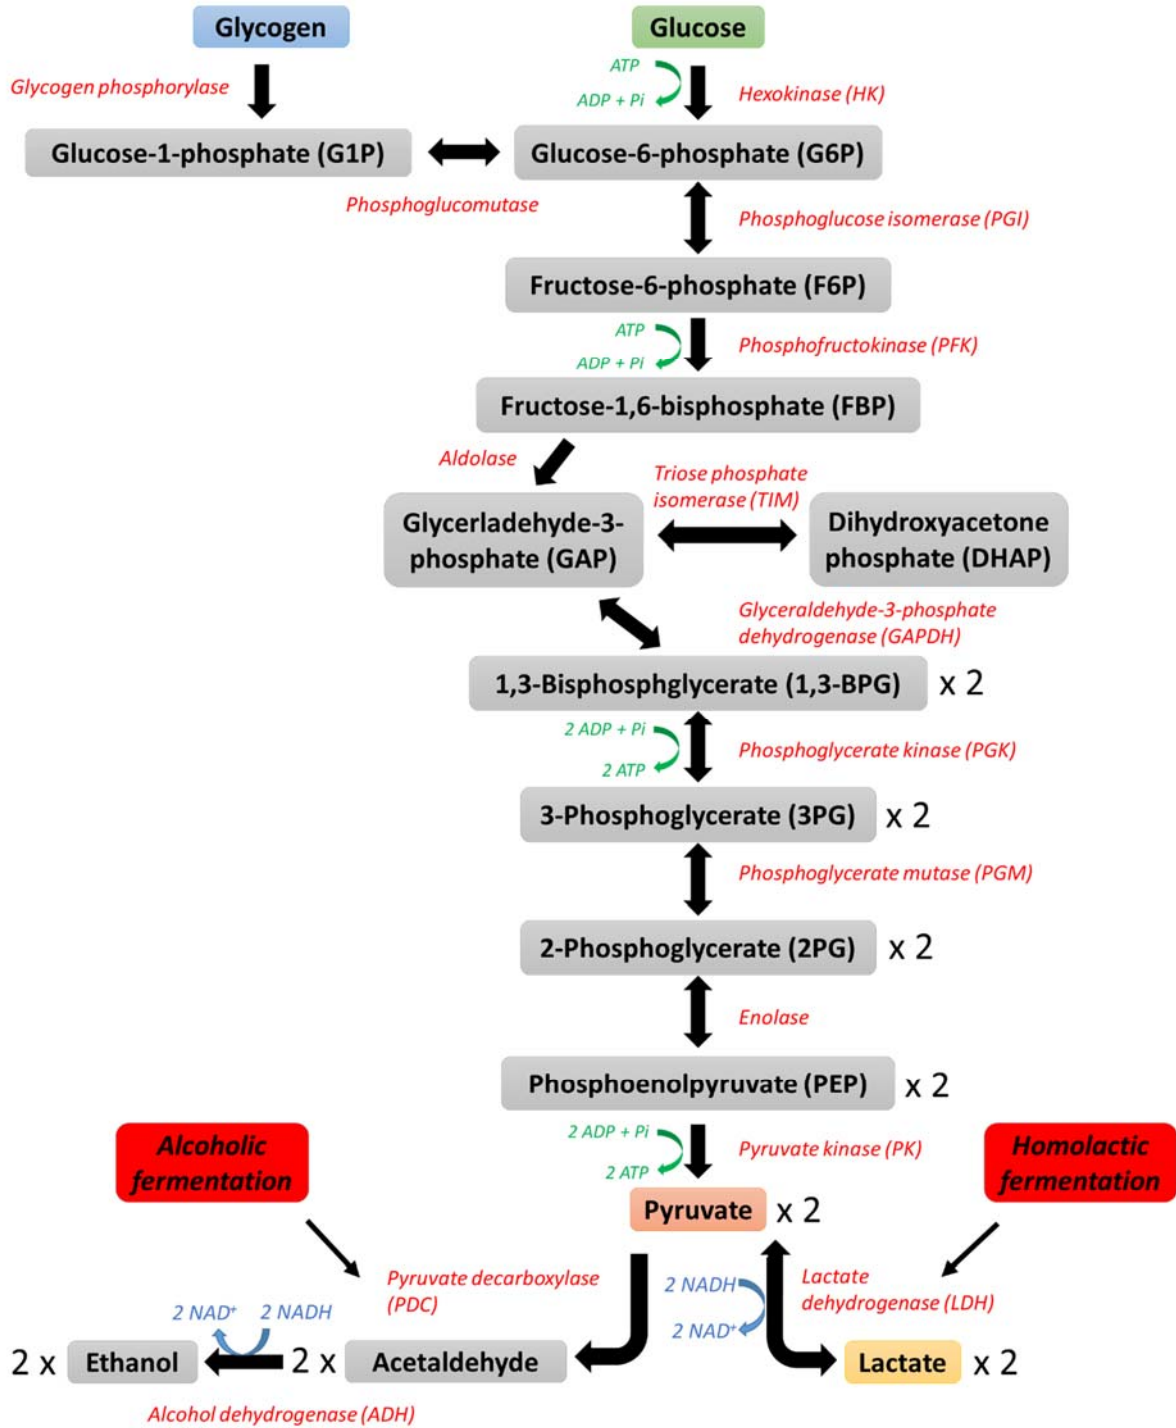 Glycogen
Glucose
Glycogen phosphorylase
ATP
ADP + Pi
Hexokinase (HK)
Glucose-1-phosphate (G1P)
Glucose-6-phosphate (G6P)
Phosphoglucomutase
Phosphoglucose isomerase (PGI)
Fructose-6-phosphate (F6P)
ATP
ADP + Pi
Phosphofructokinase (PFK)
Fructose-1,6-bisphosphate (FBP)
Aldolase
Triose phosphate
isomerase (TIM)
Glycerladehyde-3-
phosphate (GAP)
Dihydroxyacetone
phosphate (DHAP)
Glyceraldehyde-3-phosphate
dehydrogenase (GAPDH)
1,3-Bisphosphglycerate (1,3-BPG) x 2
2 ADP + Pi
2 ATP
Phosphoglycerate kinase (PGK)
3-Phosphoglycerate (3PG) x 2
Phosphoglycerate mutase (PGM)
2-Phosphoglycerate (2PG) x 2
Enolase
Phosphoenolpyruvate (PEP) x 2
Alcoholic
fermentation
2 ADP + Pi
2 ATP
Pyruvate kinase (PK)
Homolactic
fermentation
Pyruvate x 2
Pyruvate decarboxylase
(PDC)
2 NADH
2 NAD⁺
Lactate
dehydrogenase (LDH)
2 NAD⁺ 2 NADH
2 x Ethanol 2 x Acetaldehyde
Lactate x 2
Alcohol dehydrogenase (ADH)